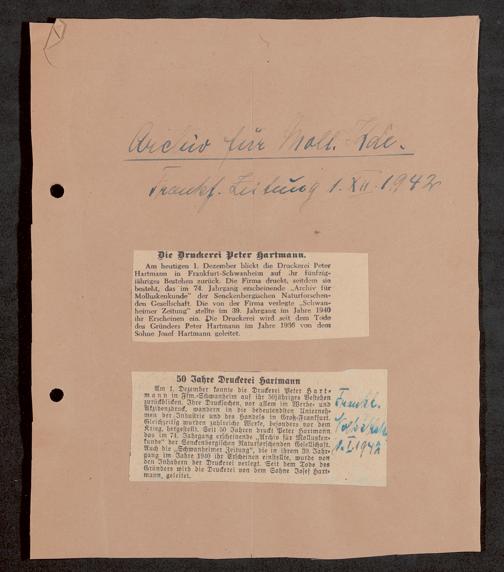 Archiv für Moll. Kde.
Frankf. Zeitung 1. XII. 1942
Die Druckerei Peter Hartmann.
Am heutigen 1. Dezember blickt die Druckerei Peter
Hartmann in Frankfurt-Schwanheim auf ihr fünfzig-
jähriges Bestehen zurück. Die Firma druckt, seitdem sie
besteht, das im 74. Jahrgang erscheinende „Archiv für
Molluskenkunde" der Senckenbergischen Naturforschen-
den Gesellschaft. Die von der Firma verlegte „Schwan-
heimer Zeitung" stellte im 39. Jahrgang im Jahre 1940
ihr Erscheinen ein. Die Druckerei wird seit dem Tode
des Gründers Peter Hartmann im Jahre 1936 von dem
Sohne Josef Hartmann geleitet.
50 Jahre Druckerei Hartmann
Am 1. Dezember konnte die Druckerei Peter Hart-
mann in Ffm.-Schwanheim auf ihr 50jähriges Bestehen
zurückblicken. Ihre Drucksachen, vor allem im Werbe- und
Akzidenzdruck, wandern in die bedeutendsten Unterneh-
men der Industrie und des Handels in Groß-Frankfurt.
Gleichzeitig wurden zahlreiche Werke, besonders vor dem
Krieg, hergestellt. Seit 50 Jahren druckt Peter Hartmann
das im 74. Jahrgang erscheinende „Archiv für Mollusken-
kunde" der Senckenbergischen Naturforschenden Gesellschaft.
Auch die „Schwanheimer Zeitung", die in ihrem 39. Jahr-
gang im Jahre 1940 ihr Erscheinen einstellte, wurde von
den Inhabern der Druckerei verlegt. Seit dem Tode des
Gründers wird die Druckerei von dem Sohne Josef Hart-
mann, geleitet.
Frankf.
1942